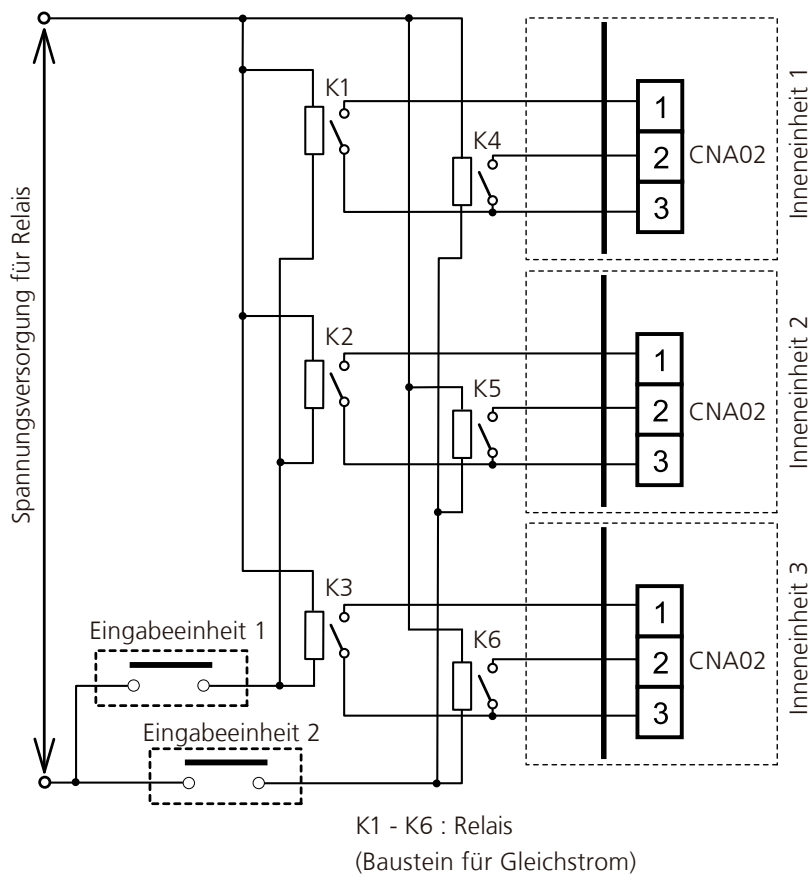 Spannungsversorgung für Relais
K1
K4
1
2
3
CNA02
Inneneinheit 1
K2
K5
1
2
3
CNA02
Inneneinheit 2
K3
K6
1
2
3
CNA02
Inneneinheit 3
Eingabeeinheit 1
Eingabeeinheit 2
K1 - K6 : Relais
(Baustein für Gleichstrom)